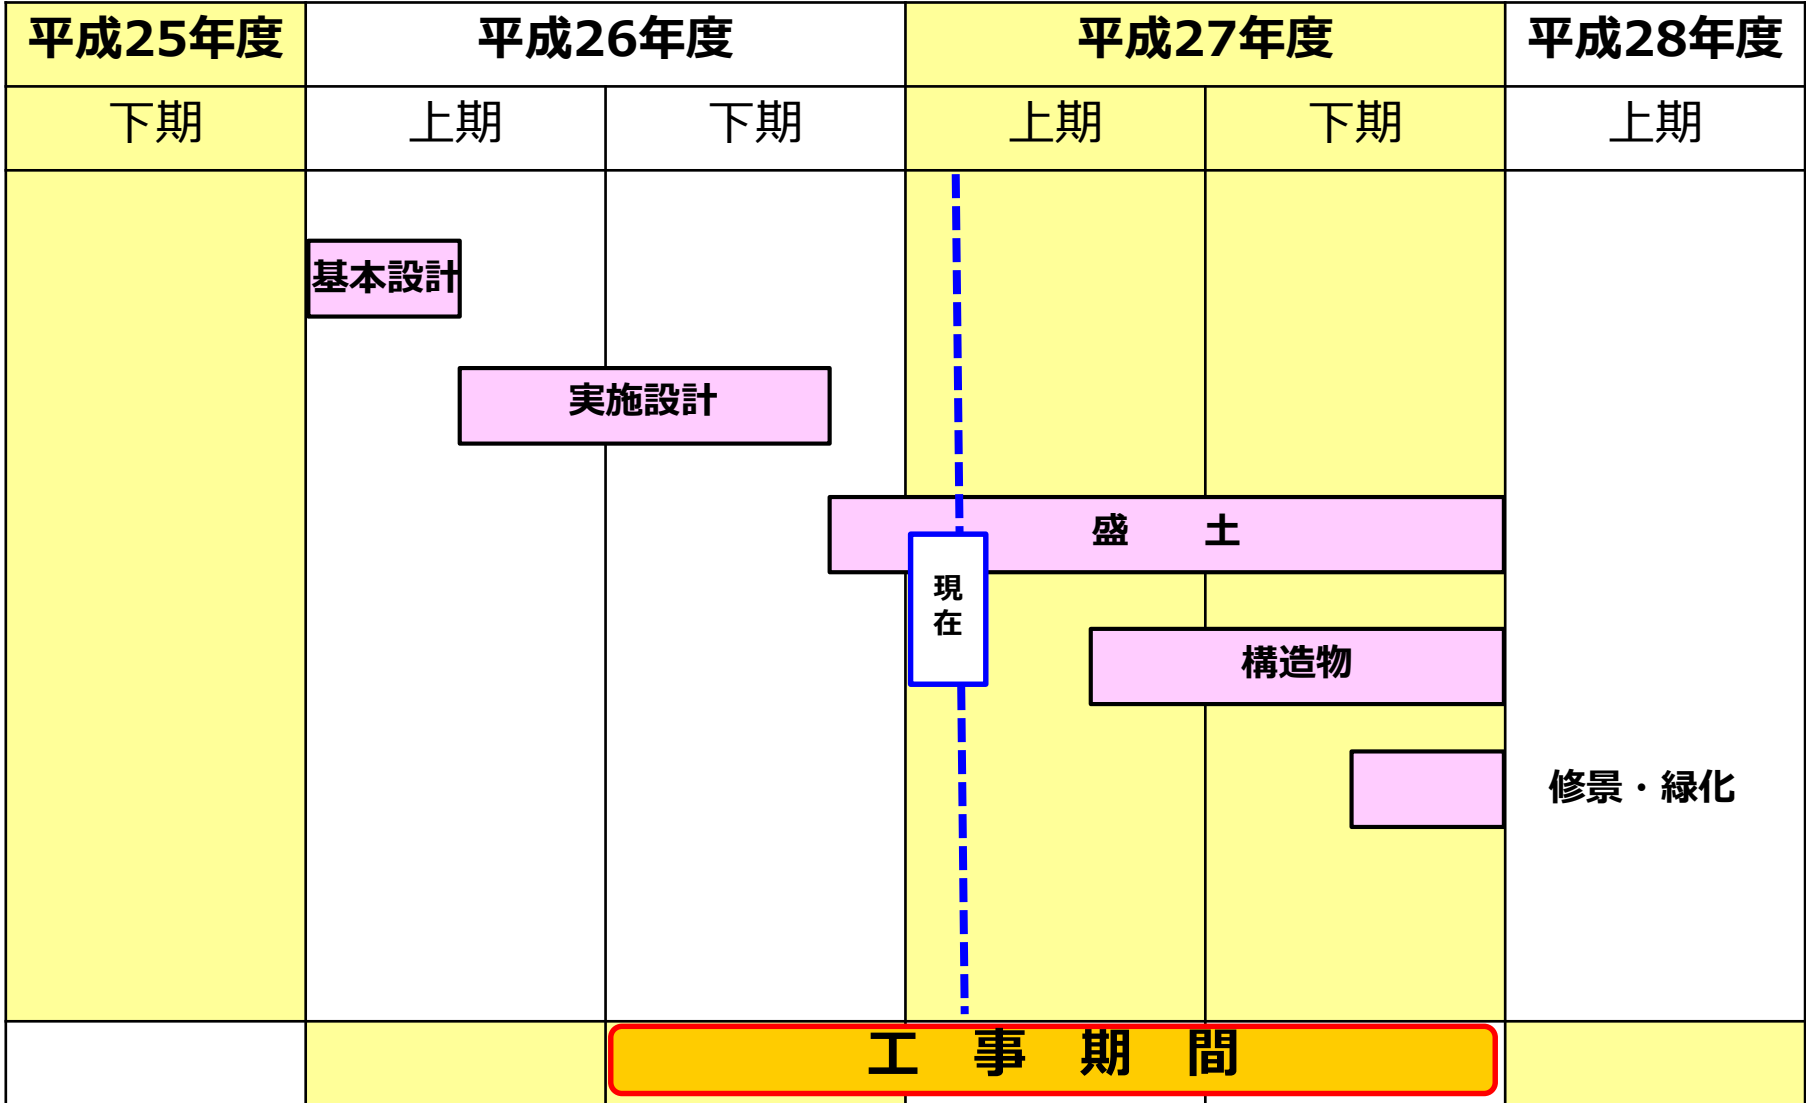 平成25年度
平成26年度
平成27年度
平成28年度
下期
上期
下期
上期
下期
上期
基本設計
実施設計
盛　土
現
在
構造物
修景・緑化
工 事 期 間